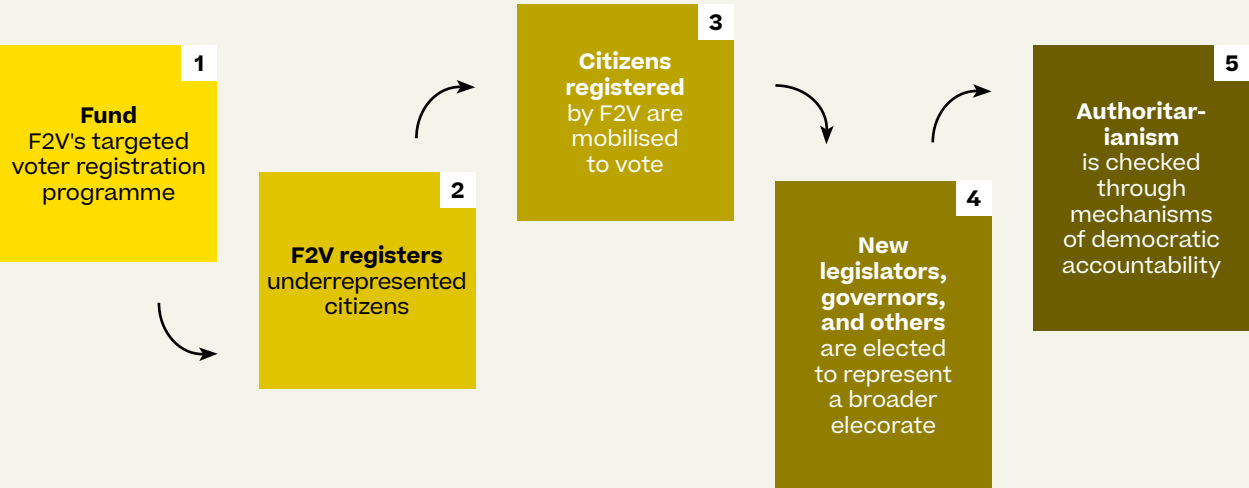 1
Fund
F2V's targeted
voter registration
programme
2
F2V registers
underrepresented
citizens
3
Citizens
registered
by F2V are
mobilised
to vote
4
New
legislators,
governors,
and others
are elected
to represent
a broader
elecorate
5
Authoritar-
ianism
is checked
through
mechanisms
of democratic
accountability